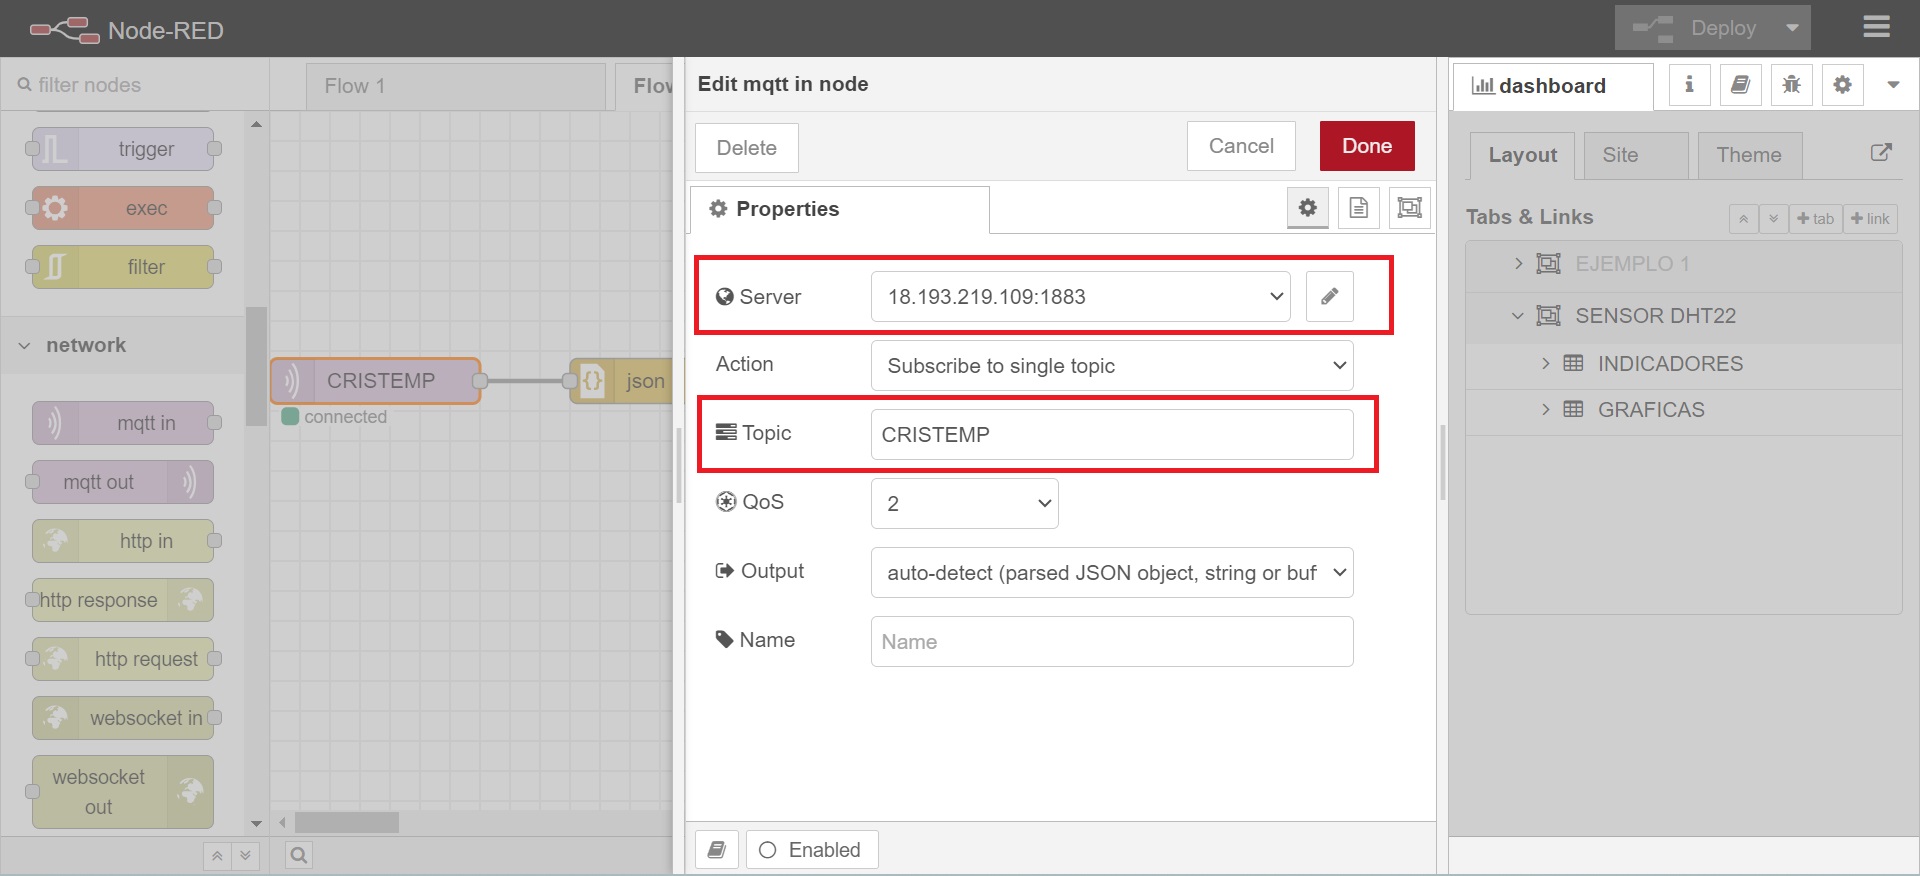 Node-RED
Deploy
filter nodes
Flow 1
Flow
Edit mqtt in node
dashboard
Delete
Cancel
Done
Layout
Site
Theme
trigger
exec
filter
Properties
Tabs & Links
tab
link
EJEMPLO 1
SENSOR DHT22
INDICADORES
GRAFICAS
network
mqtt in
mqtt out
http in
http response
http request
websocket in
websocket
out
CRISTEMP
connected
json
Server
18.193.219.109:1883
Action
Subscribe to single topic
Topic
CRISTEMP
QoS
2
Output
auto-detect (parsed JSON object, string or buf
Name
Name
Enabled